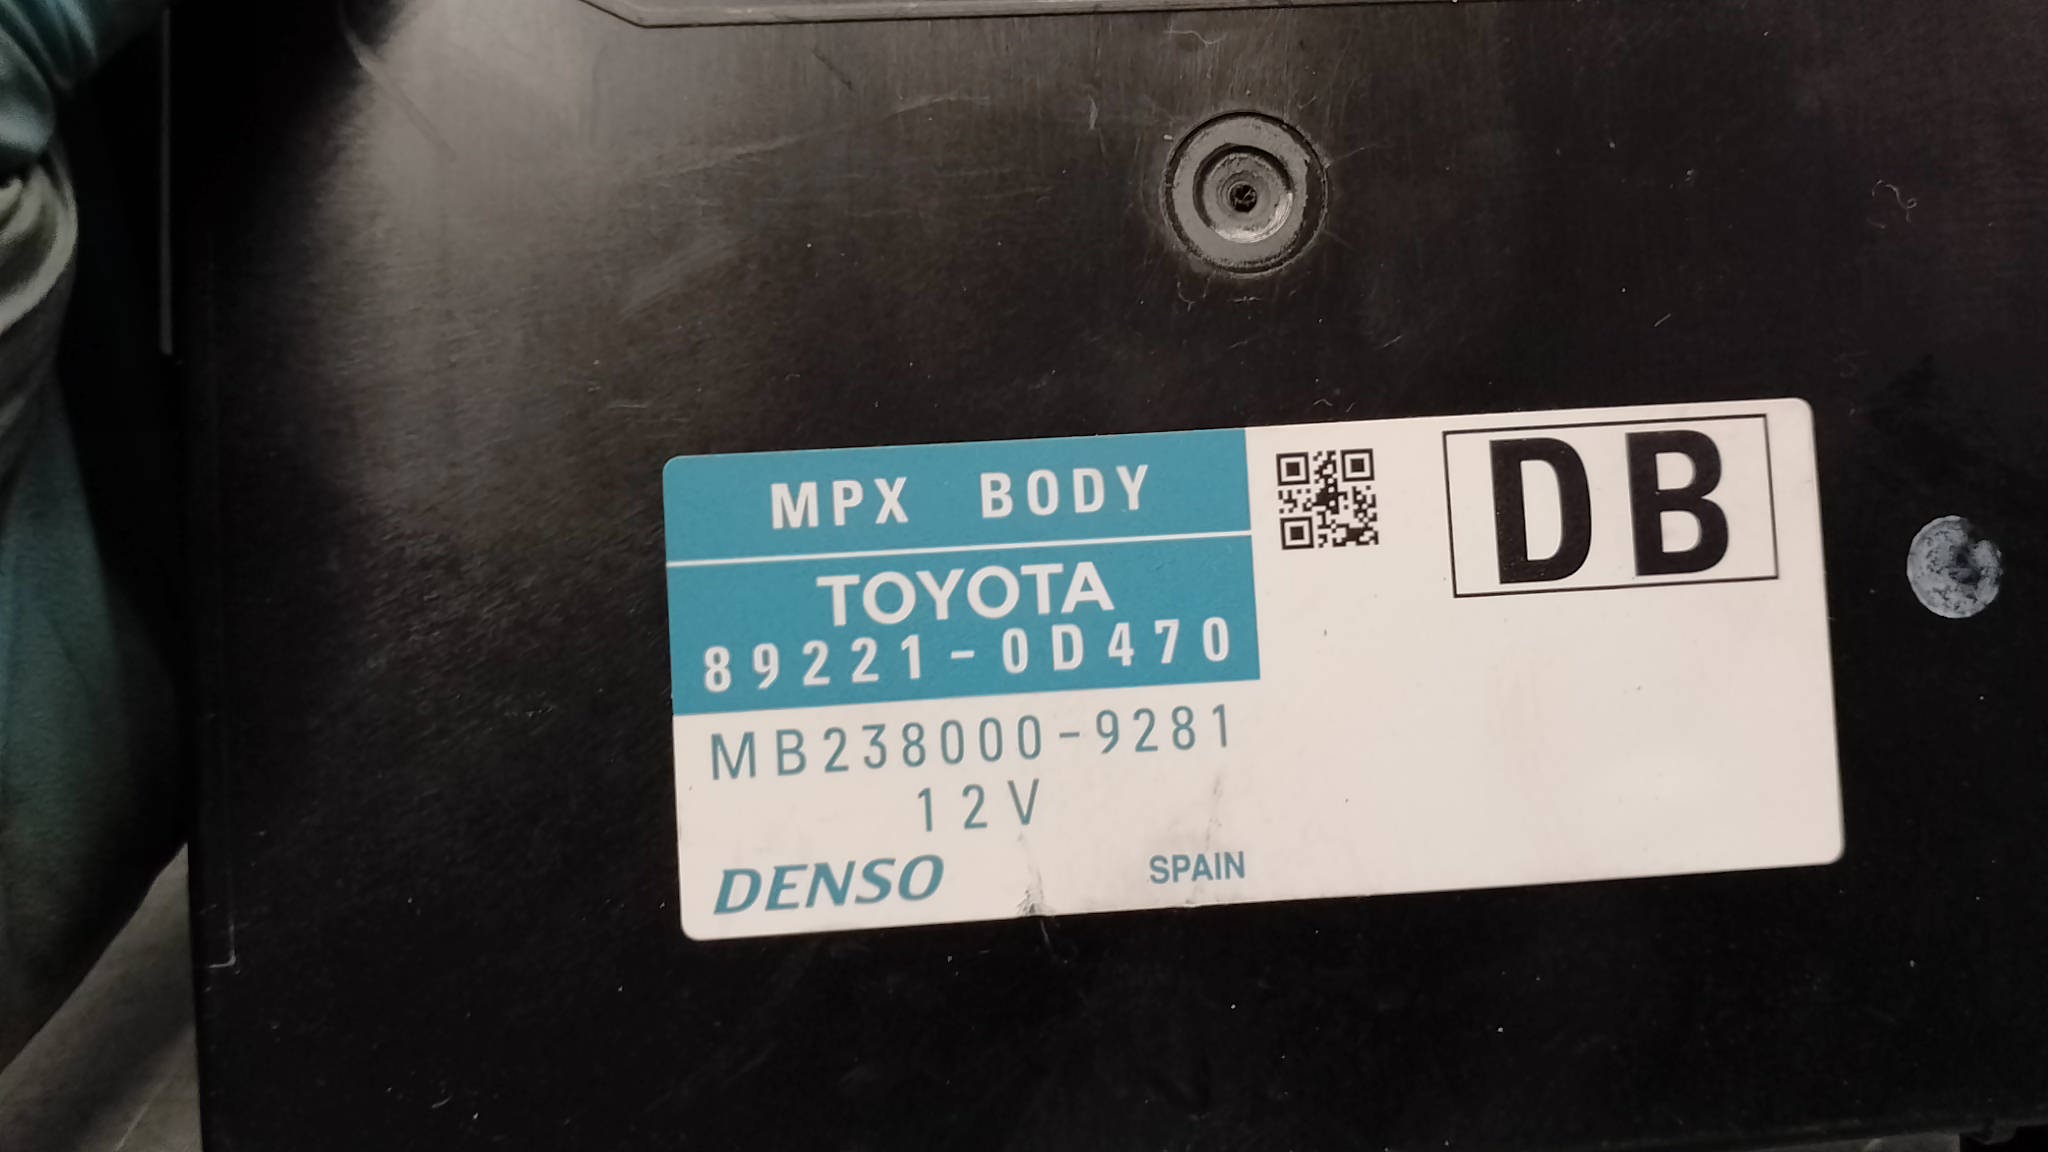 MPX BODY
TOYOTA
89221-0D470
MB238000-9281
12V
DENSO SPAIN
DB